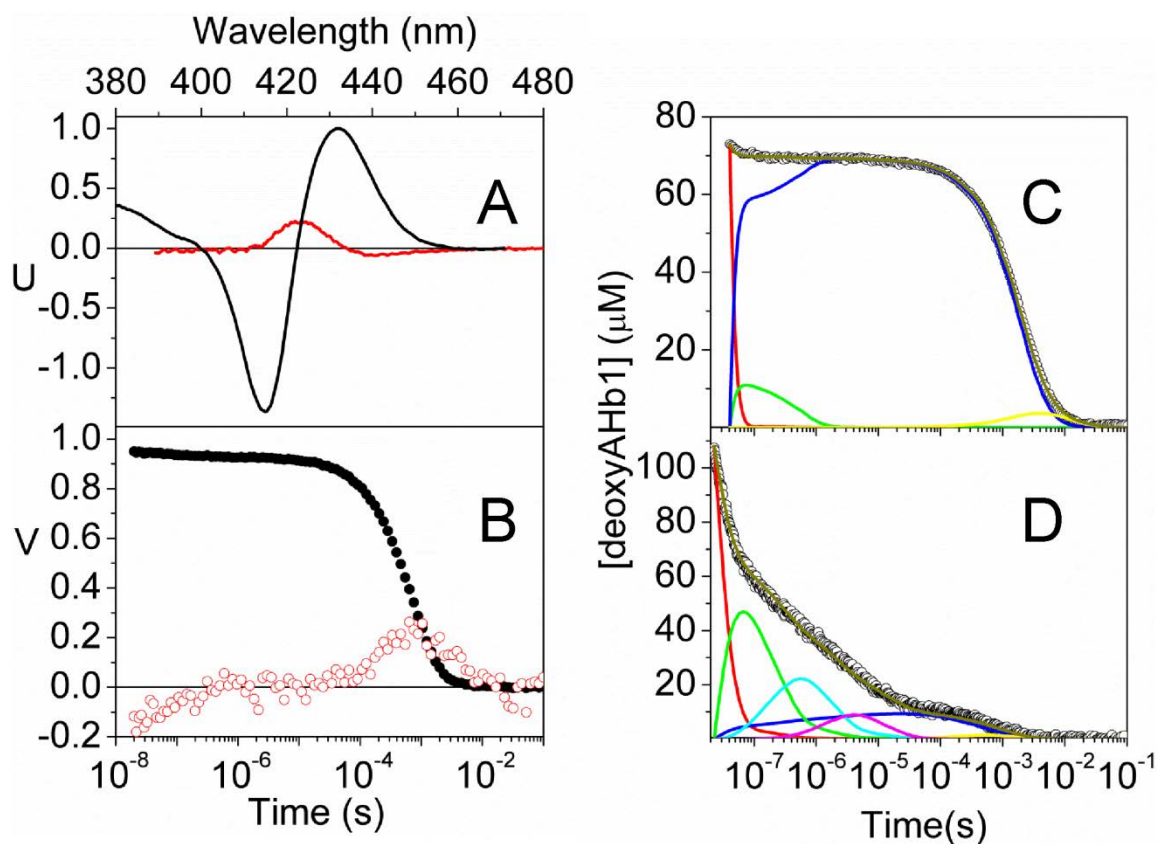 Wavelength (nm)
380 400 420 440 460 480
1.0
0.5
0.0
-0.5
-1.0
U
A
1.0
0.8
0.6
0.4
0.2
0.0
-0.2
V
B
10-8 10-6 10-4 10-2
Time (s)
80
60
40
20
C
[deoxyAHb1] (μM)
100
80
60
40
20
D
10-7 10-6 10-5 10-4 10-3 10-2 10-1
Time(s)